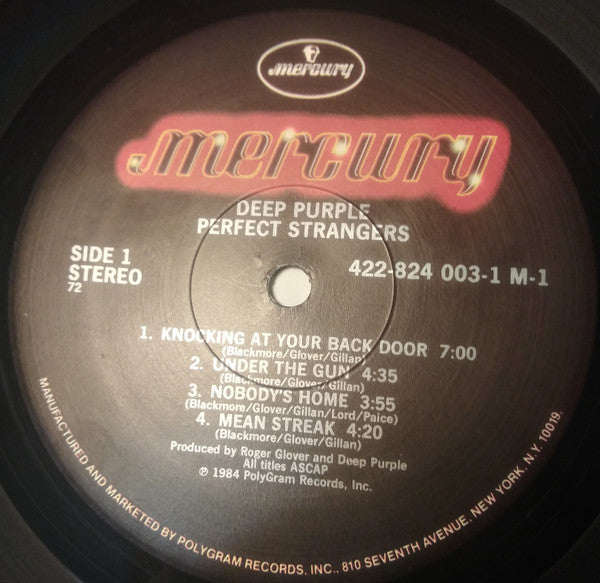 mercury
mercury
DEEP PURPLE
PERFECT STRANGERS
SIDE 1
STEREO
72
422-824 003-1 M-1
1. KNOCKING AT YOUR BACK DOOR 7:00
(Blackmore/Glover/Gillan)
2. UNDER THE GUN 4:35
(Blackmore/Glover/Gillan)
3. NOBODY'S HOME 3:55
(Blackmore/Glover/Gillan/Lord/Paice)
4. MEAN STREAK 4:20
(Blackmore/Glover/Gillan)
Produced by Roger Glover and Deep Purple
All titles ASCAP
℗ 1984 PolyGram Records, Inc.
MANUFACTURED AND MARKETED BY POLYGRAM RECORDS, INC., 810 SEVENTH AVENUE, NEW YORK, N.Y. 10019.